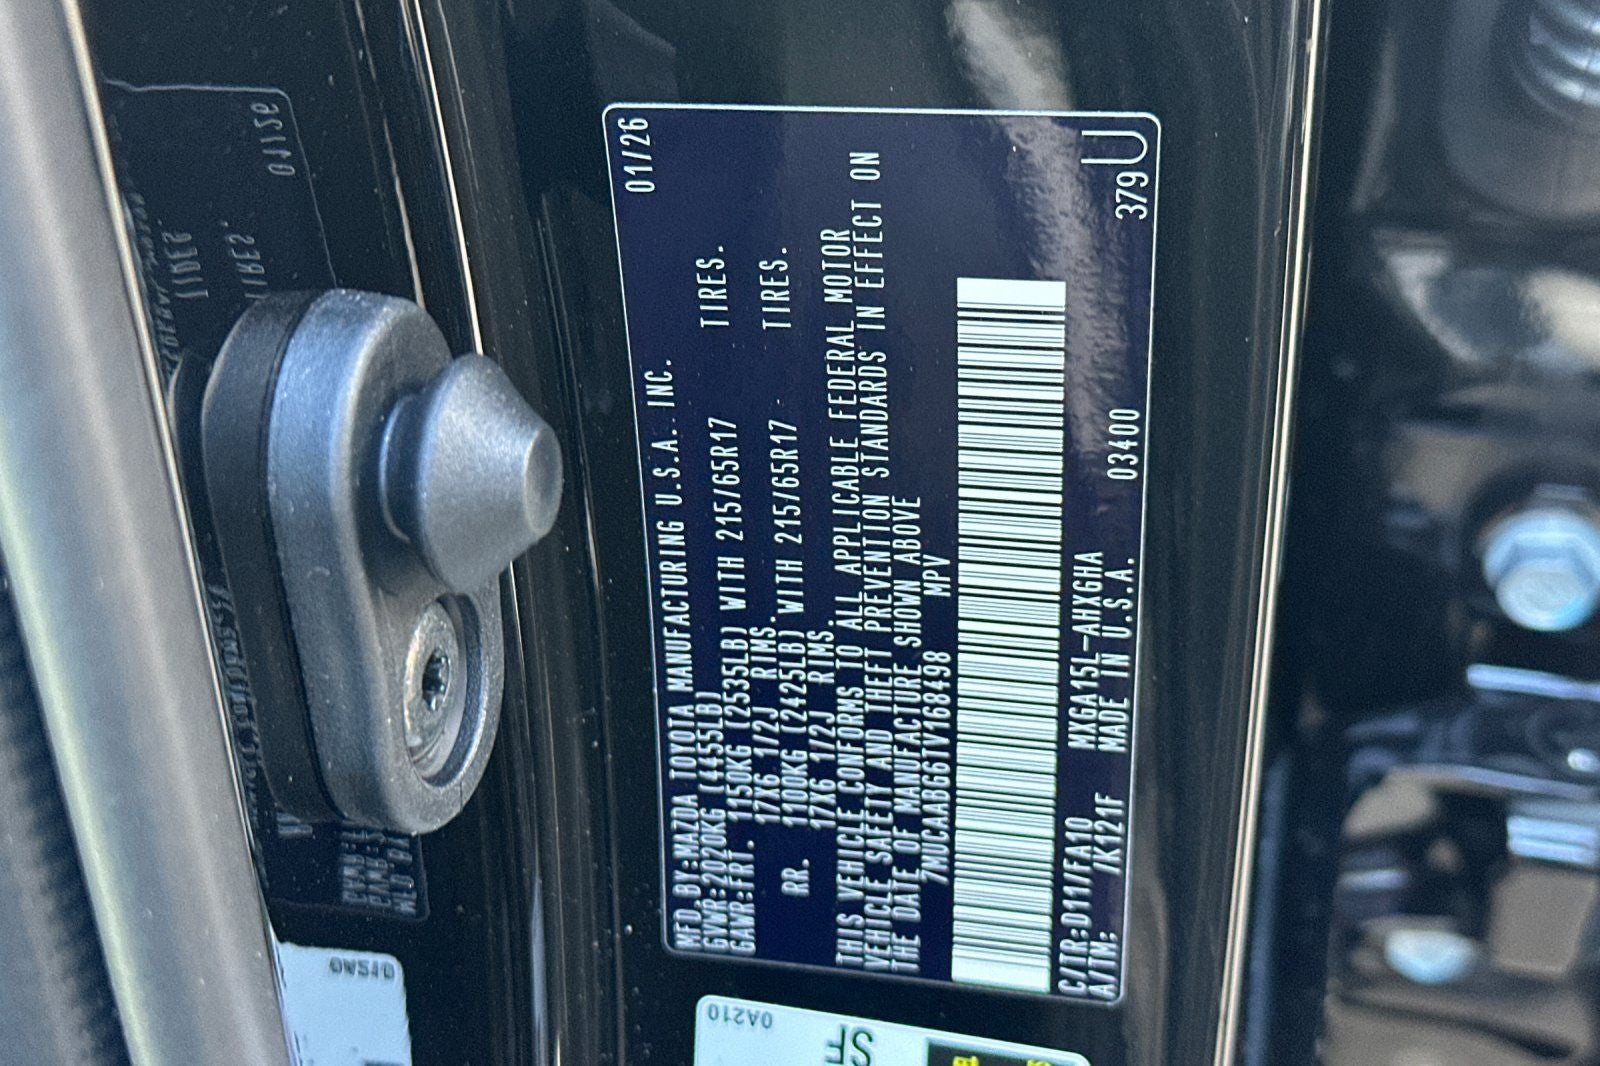 01/26
MFD.BY:MAZDA TOYOTA MANUFACTURING U.S.A. INC.
GVWR:2020KG (4455LB)
GAWR:FRT. 1150KG (2535LB) WITH 215/65R17 TIRES.
17X6 1/2J RIMS.
RR. 1100KG (2425LB) WITH 215/65R17 TIRES.
17X6 1/2J RIMS.
THIS VEHICLE CONFORMS TO ALL APPLICABLE FEDERAL MOTOR
VEHICLE SAFETY AND THEFT PREVENTION STANDARDS IN EFFECT ON
THE DATE OF MANUFACTURE SHOWN ABOVE
7MUCAABG6TV168498 MPV
C/TR:D11/FA10 MXGA15L-AHXGHA
A/TM: /K121F MADE IN U.S.A. 03400 379 U
0A210
SF